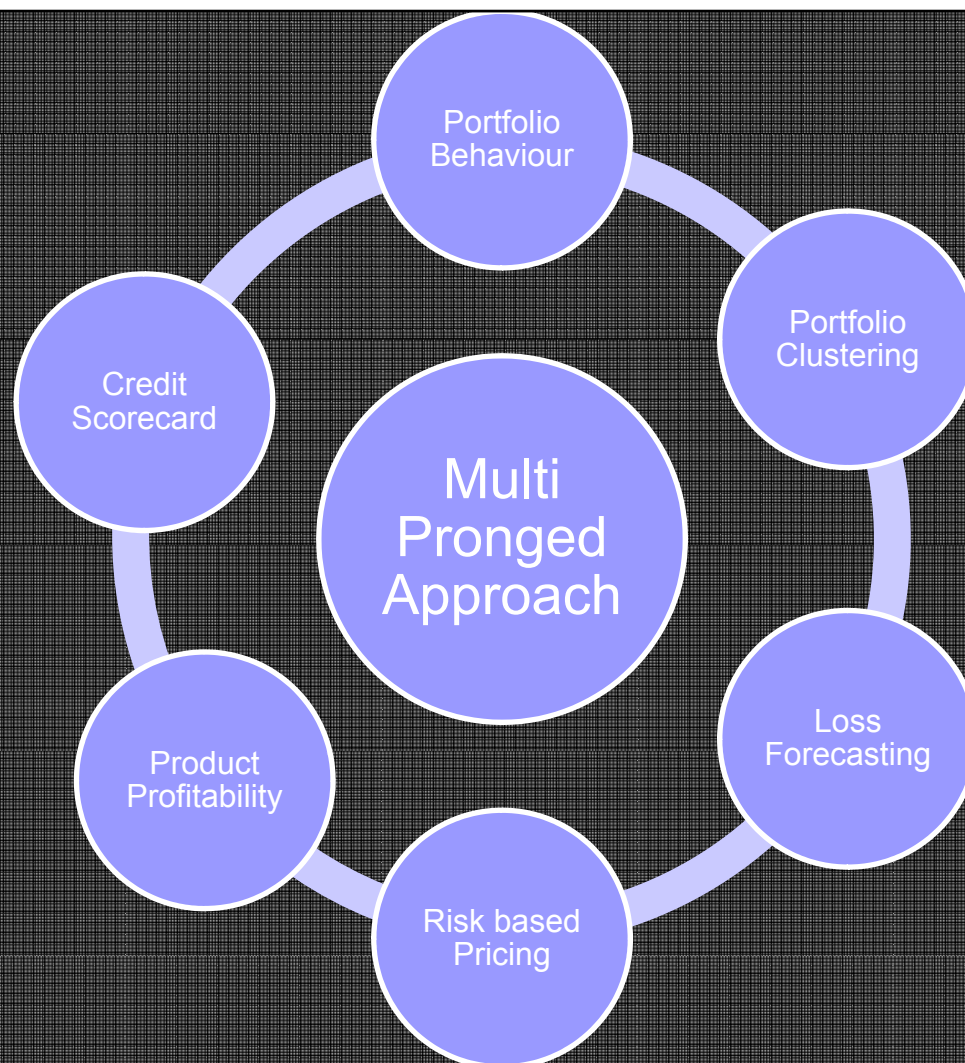 Portfolio
Behaviour
Portfolio
Clustering
Credit
Scorecard
Multi
Pronged
Approach
Loss
Forecasting
Product
Profitability
Risk based
Pricing